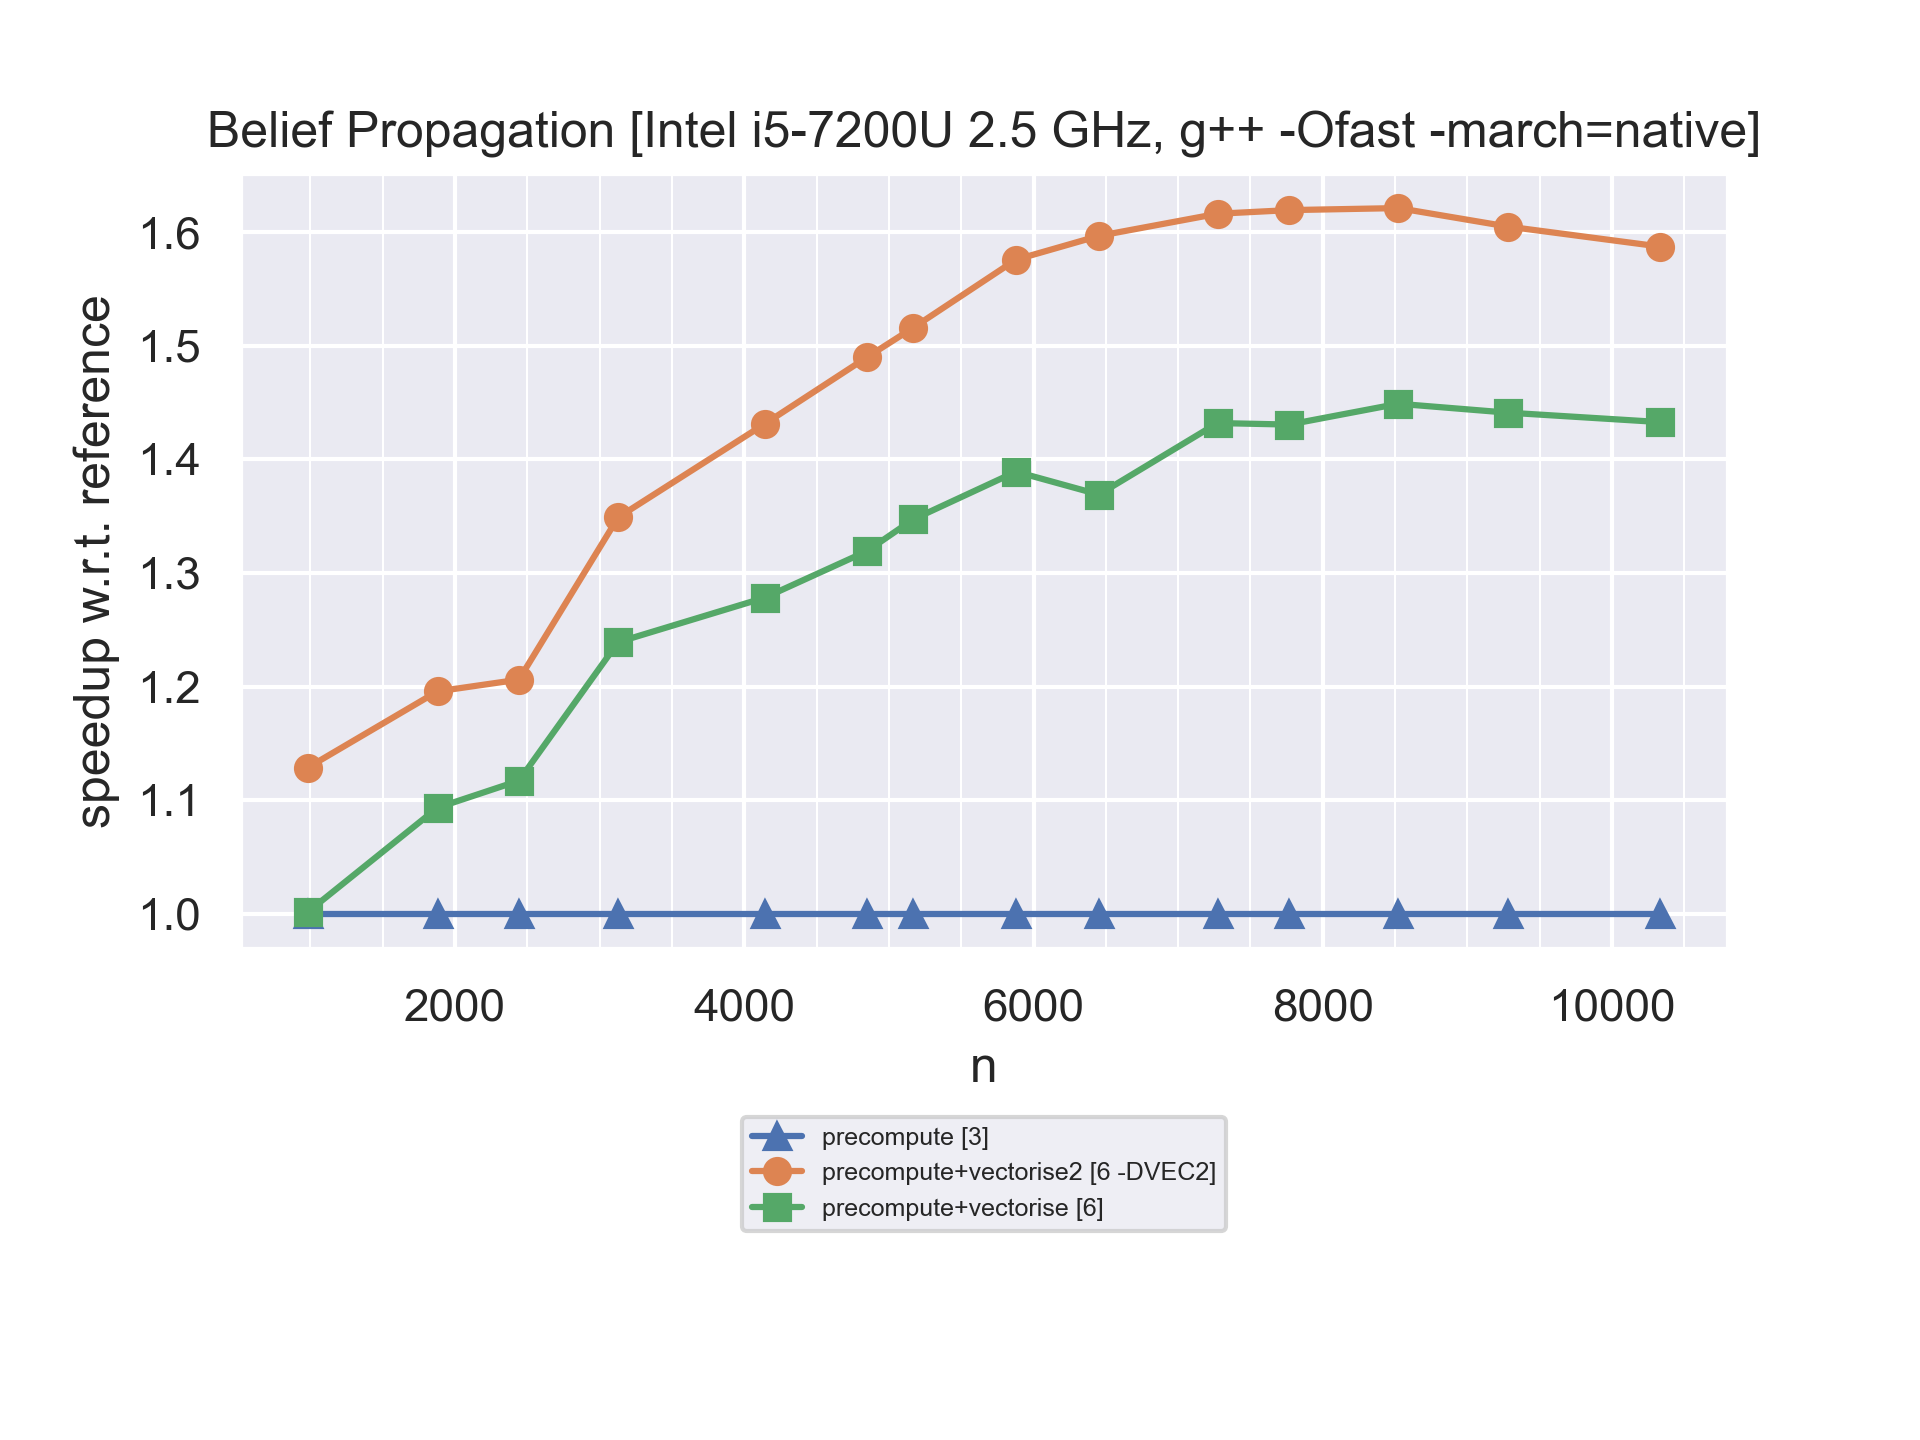 Belief Propagation [Intel i5-7200U 2.5 GHz, g++ -Ofast -march=native]
speedup w.r.t. reference
1.6
1.5
1.4
1.3
1.2
1.1
1.0
2000 4000 6000 8000 10000
n
precompute [3]
precompute+vectorise2 [6 -DVEC2]
precompute+vectorise [6]